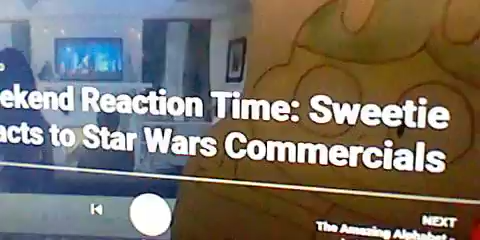 ekend Reaction Time: Sweetie
acts to Star Wars Commercials
NEXT
The Amazing Alphabet